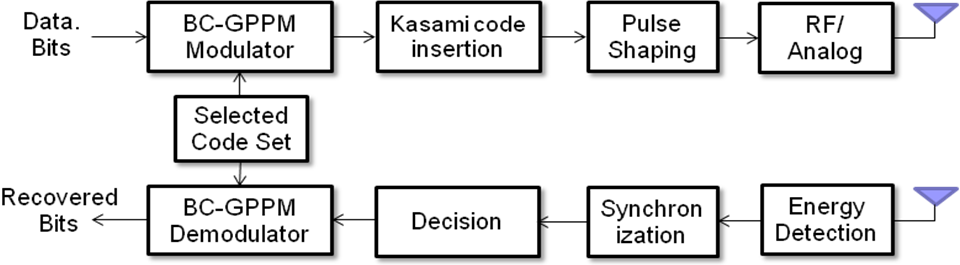 Data.
Bits
BC-GPPM
Modulator
Kasami code
insertion
Pulse
Shaping
RF/
Analog
Selected
Code Set
Recovered
Bits
BC-GPPM
Demodulator
Decision
Synchron
ization
Energy
Detection